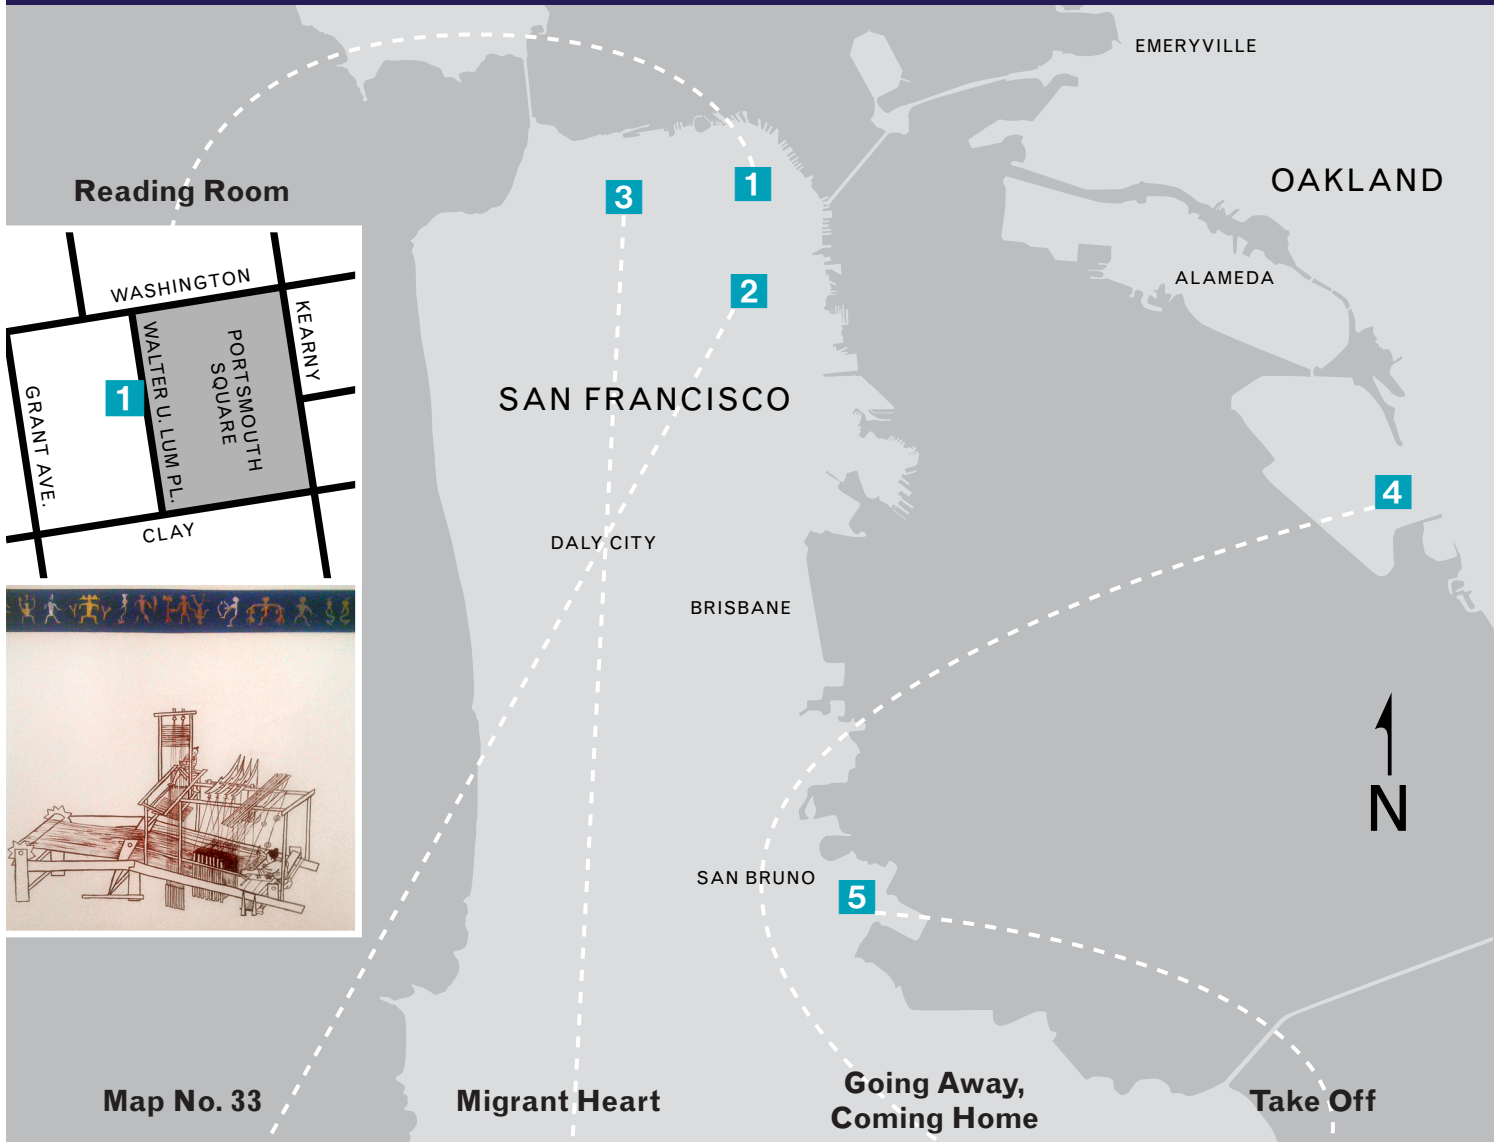 EMERYVILLE
OAKLAND
Reading Room
3
1
ALAMEDA
2
WASHINGTON
KEARNY
PORTSMOUTH
SQUARE
WALTER U. LUM PL.
1
GRANT AVE.
CLAY
SAN FRANCISCO
4
DALY CITY
BRISBANE
N
SAN BRUNO
5
Map No. 33
Migrant Heart
Going Away,
Coming Home
Take Off